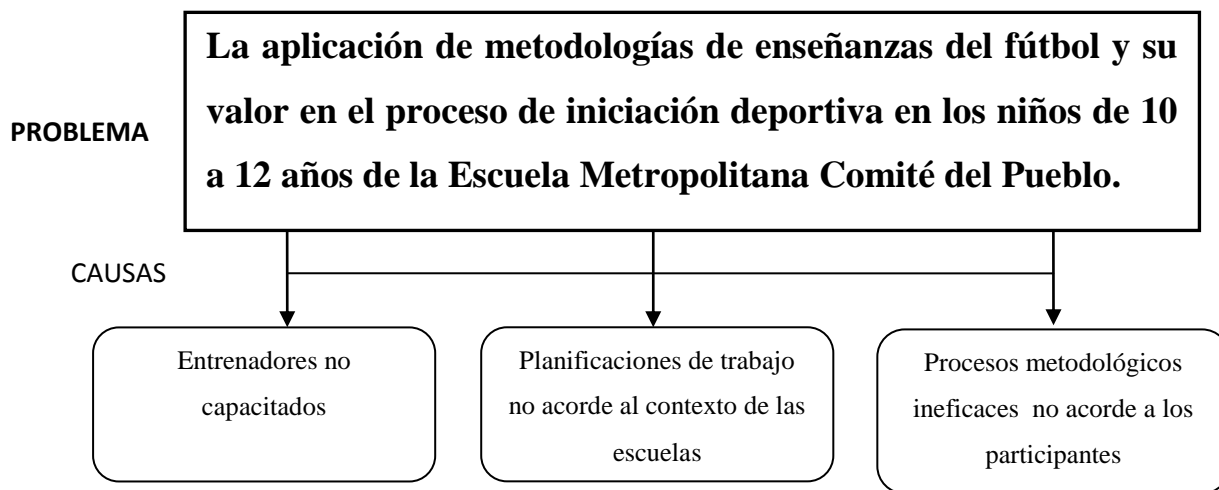 La aplicación de metodologías de enseñanzas del fútbol y su
valor en el proceso de iniciación deportiva en los niños de 10
a 12 años de la Escuela Metropolitana Comité del Pueblo.
PROBLEMA
CAUSAS
Entrenadores no
capacitados
Planificaciones de trabajo
no acorde al contexto de las
escuelas
Procesos metodológicos
ineficaces no acorde a los
participantes